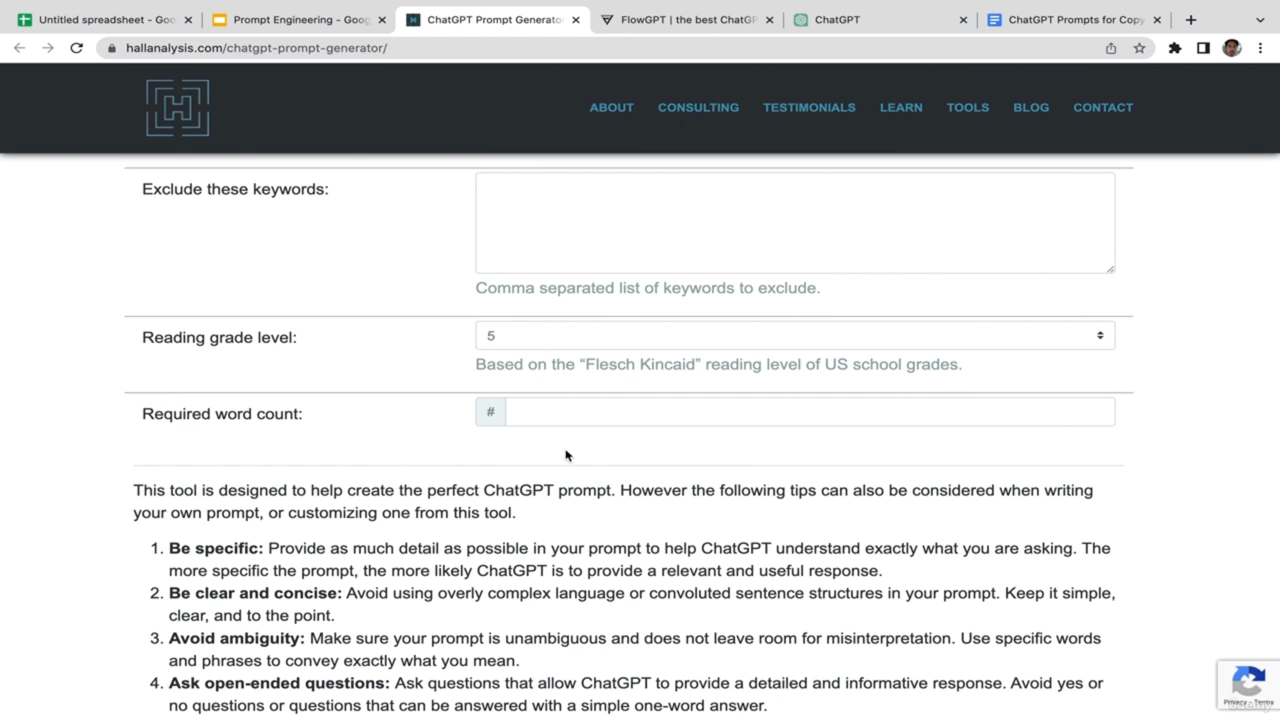 Untitled spreadsheet - Goo
Prompt Engineering - Goog
ChatGPT Prompt Generator
FlowGPT | the best ChatGP
ChatGPT
ChatGPT Prompts for Copy
hallanalysis.com/chatgpt-prompt-generator/
H
ABOUT
CONSULTING
TESTIMONIALS
LEARN
TOOLS
BLOG
CONTACT
Exclude these keywords:
Comma separated list of keywords to exclude.
Reading grade level:
5
Based on the “Flesch Kincaid” reading level of US school grades.
Required word count:
#
This tool is designed to help create the perfect ChatGPT prompt. However the following tips can also be considered when writing
your own prompt, or customizing one from this tool.
1. Be specific: Provide as much detail as possible in your prompt to help ChatGPT understand exactly what you are asking. The
more specific the prompt, the more likely ChatGPT is to provide a relevant and useful response.
2. Be clear and concise: Avoid using overly complex language or convoluted sentence structures in your prompt. Keep it simple,
clear, and to the point.
3. Avoid ambiguity: Make sure your prompt is unambiguous and does not leave room for misinterpretation. Use specific words
and phrases to convey exactly what you mean.
4. Ask open-ended questions: Ask questions that allow ChatGPT to provide a detailed and informative response. Avoid yes or
no questions or questions that can be answered with a simple one-word answer.
Privacy - Terms